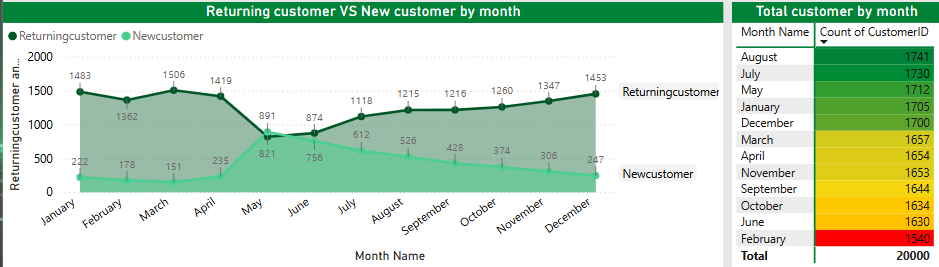 Returning customer VS New customer by month
Returningcustomer Newcustomer
Returningcustomer an...
2000
1500
1000
500
0
1483 1362 1506 1419 891 874 1118 1215 1216 1260 1347 1453
222 178 151 235 821 756 612 526 428 374 306 247
Returningcustomer
Newcustomer
January February March April May June July August September October November December
Month Name
Total customer by month
Month Name Count of CustomerID
August 1741
July 1730
May 1712
January 1705
December 1700
March 1657
April 1654
November 1653
September 1644
October 1634
June 1630
February 1540
Total 20000